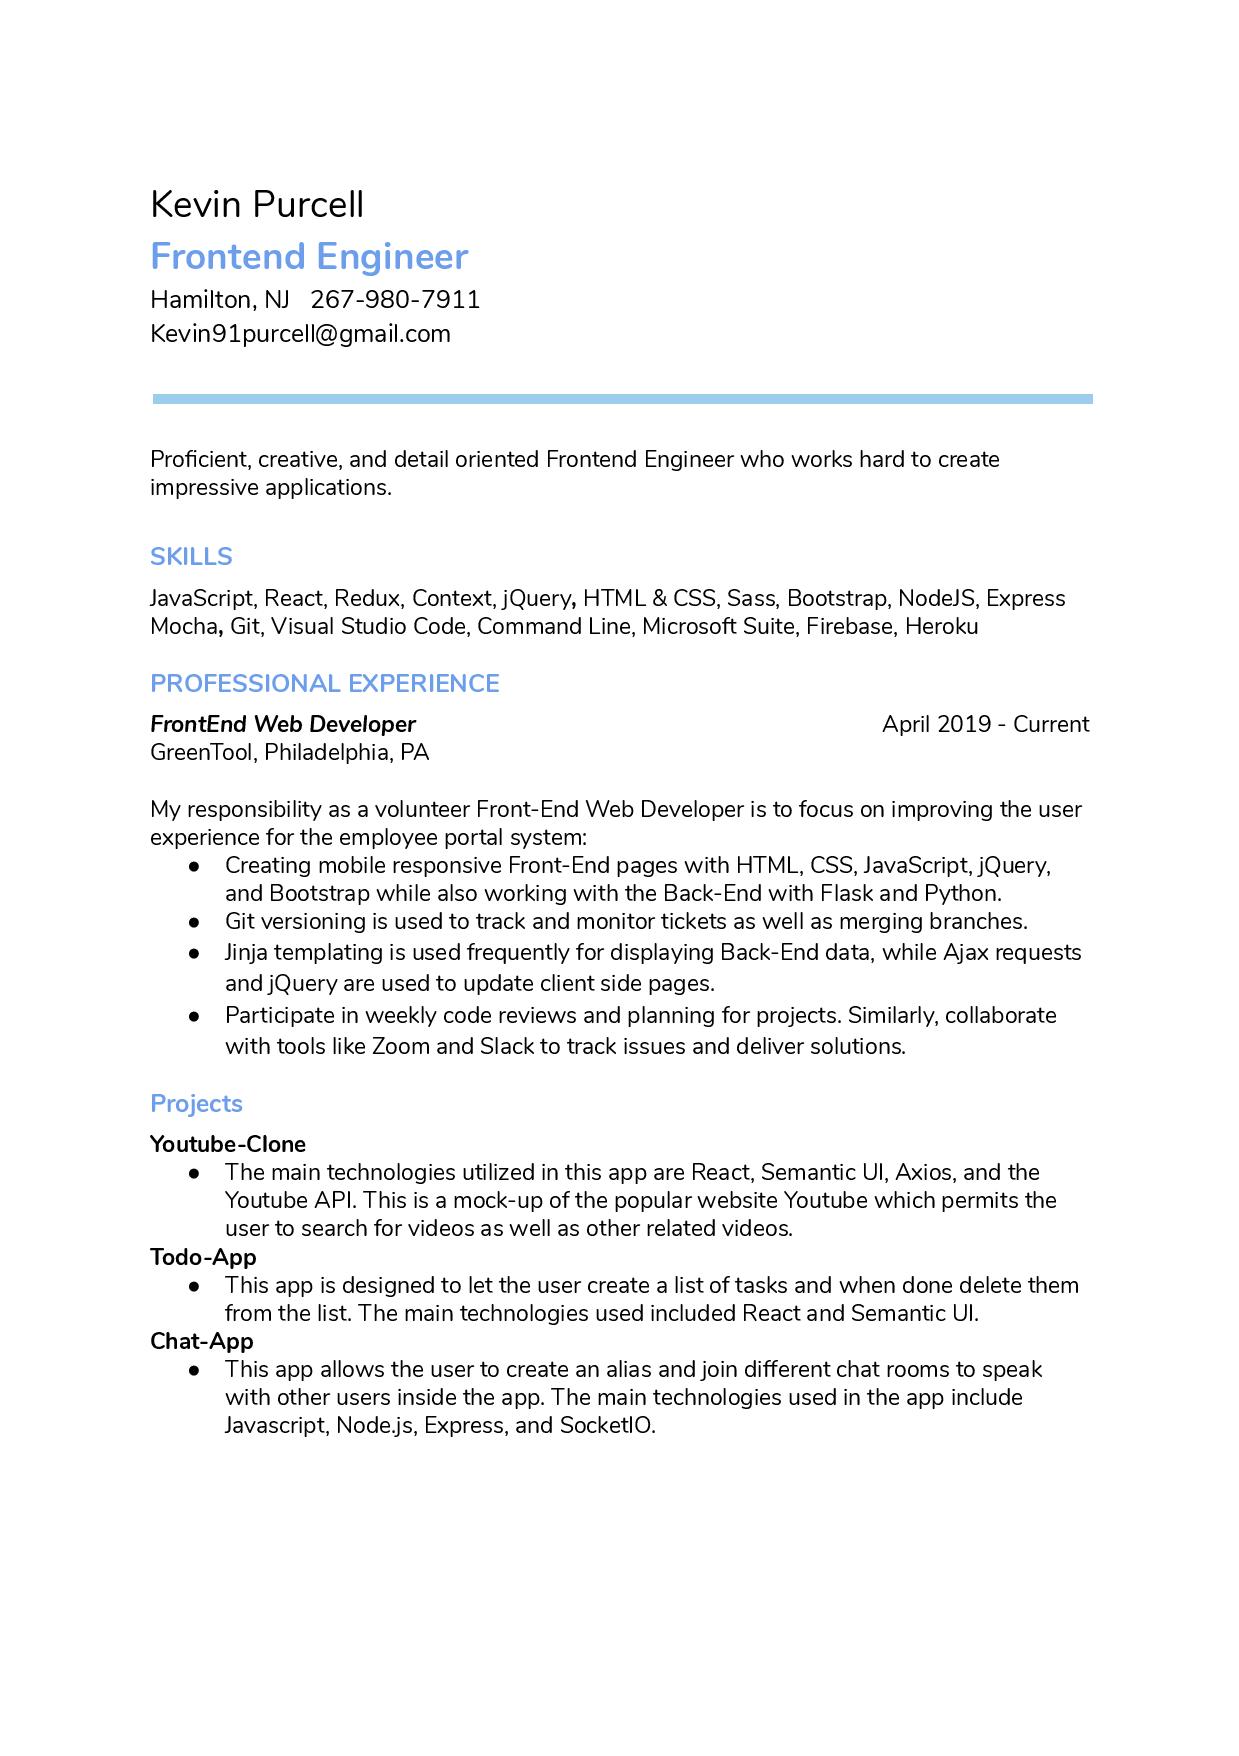 Kevin Purcell
Frontend Engineer
Hamilton, NJ 267-980-7911
Kevin91purcell@gmail.com
Proficient, creative, and detail oriented Frontend Engineer who works hard to create
impressive applications.
SKILLS
JavaScript, React, Redux, Context, jQuery, HTML & CSS, Sass, Bootstrap, NodeJS, Express
Mocha, Git, Visual Studio Code, Command Line, Microsoft Suite, Firebase, Heroku
PROFESSIONAL EXPERIENCE
FrontEnd Web Developer April 2019 - Current
GreenTool, Philadelphia, PA
My responsibility as a volunteer Front-End Web Developer is to focus on improving the user
experience for the employee portal system:
● Creating mobile responsive Front-End pages with HTML, CSS, JavaScript, jQuery,
and Bootstrap while also working with the Back-End with Flask and Python.
● Git versioning is used to track and monitor tickets as well as merging branches.
● Jinja templating is used frequently for displaying Back-End data, while Ajax requests
and jQuery are used to update client side pages.
● Participate in weekly code reviews and planning for projects. Similarly, collaborate
with tools like Zoom and Slack to track issues and deliver solutions.
Projects
Youtube-Clone
● The main technologies utilized in this app are React, Semantic UI, Axios, and the
Youtube API. This is a mock-up of the popular website Youtube which permits the
user to search for videos as well as other related videos.
Todo-App
● This app is designed to let the user create a list of tasks and when done delete them
from the list. The main technologies used included React and Semantic UI.
Chat-App
● This app allows the user to create an alias and join different chat rooms to speak
with other users inside the app. The main technologies used in the app include
Javascript, Node.js, Express, and SocketIO.